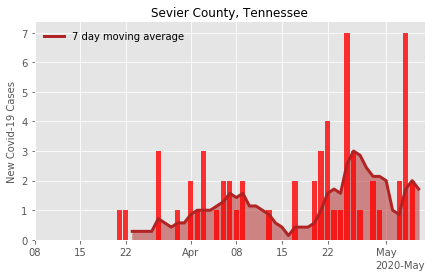 Sevier County, Tennessee
7 day moving average
New Covid-19 Cases
7
6
5
4
3
2
1
0
08 15 22 Apr 08 15 22 May
2020-May